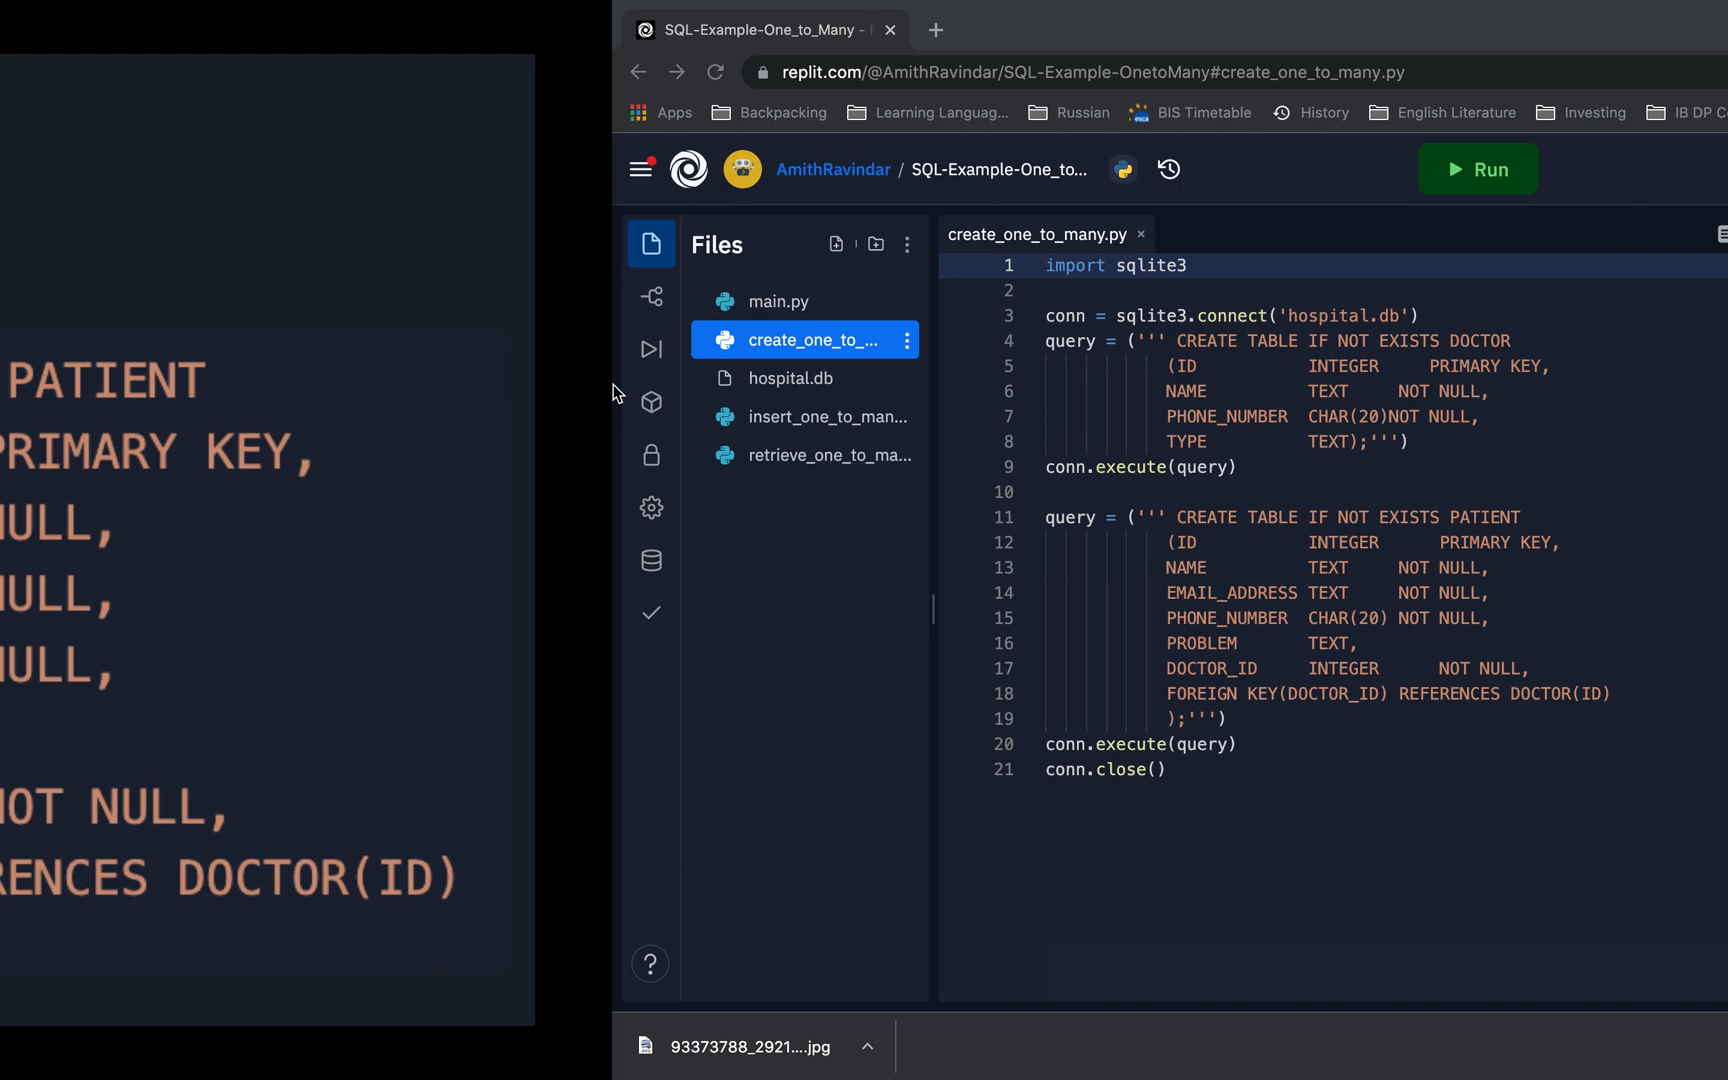 PATIENT
PRIMARY KEY,
NULL,
NULL,
NULL,
NOT NULL,
RENCES DOCTOR(ID)
SQL-Example-One_to_Many -
replit.com/@AmithRavindar/SQL-Example-OnetoMany#create_one_to_many.py
Apps Backpacking Learning Languag... Russian BIS Timetable History English Literature Investing IB DP C
AmithRavindar / SQL-Example-One_to... Run
Files
main.py
create_one_to_...
hospital.db
insert_one_to_man...
retrieve_one_to_ma...
?
create_one_to_many.py ×
1 import sqlite3
2
3 conn = sqlite3.connect('hospital.db')
4 query = (''' CREATE TABLE IF NOT EXISTS DOCTOR
5 (ID INTEGER PRIMARY KEY,
6 NAME TEXT NOT NULL,
7 PHONE_NUMBER CHAR(20)NOT NULL,
8 TYPE TEXT);''')
9 conn.execute(query)
10
11 query = (''' CREATE TABLE IF NOT EXISTS PATIENT
12 (ID INTEGER PRIMARY KEY,
13 NAME TEXT NOT NULL,
14 EMAIL_ADDRESS TEXT NOT NULL,
15 PHONE_NUMBER CHAR(20) NOT NULL,
16 PROBLEM TEXT,
17 DOCTOR_ID INTEGER NOT NULL,
18 FOREIGN KEY(DOCTOR_ID) REFERENCES DOCTOR(ID)
19 );''')
20 conn.execute(query)
21 conn.close()
93373788_2921....jpg